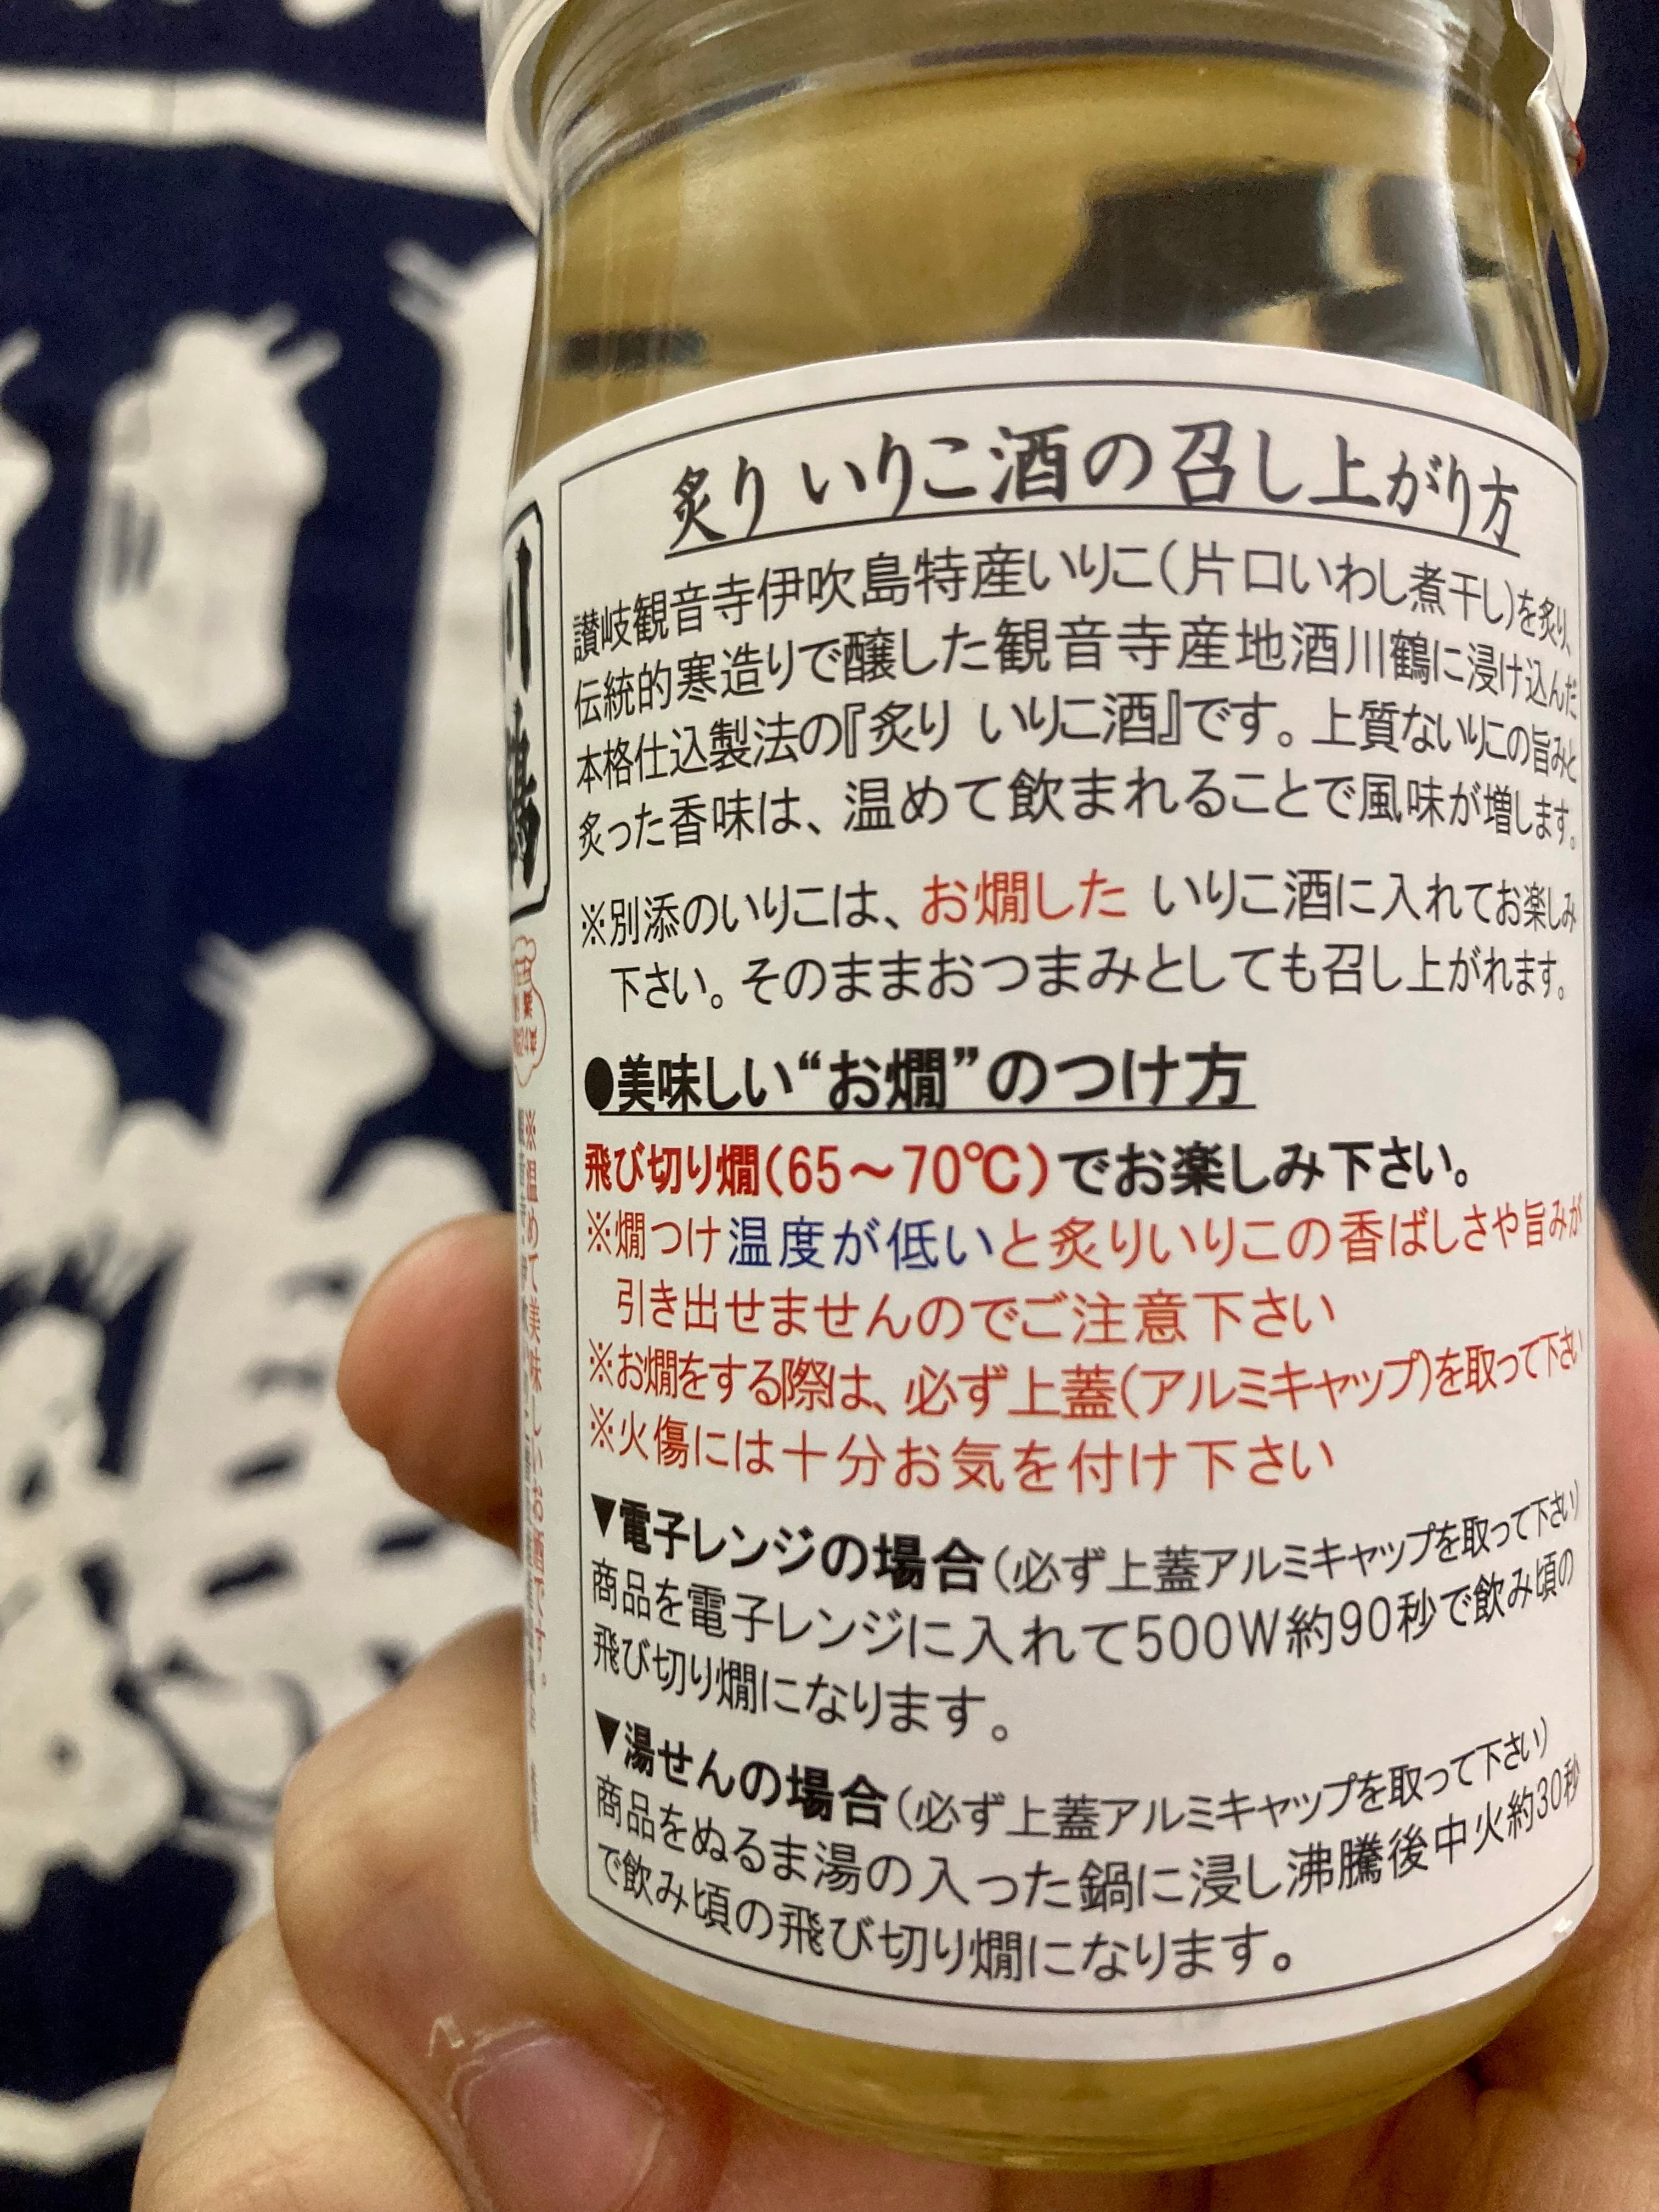 炙り いりこ酒の召し上がり方
讃岐観音寺伊吹島特産いりこ(片口いわし煮干し)を炙り、
伝統的寒造りで醸した観音寺産地酒川鶴に浸け込んだ
本格仕込製法の『炙り いりこ酒』です。上質ないりこの旨みと
炙った香味は、温めて飲まれることで風味が増します。
※別添のいりこは、お燗した いりこ酒に入れてお楽しみ
下さい。そのままおつまみとしても召し上がれます。
●美味しい“お燗”のつけ方
飛び切り燗(65～70℃)でお楽しみ下さい。
※燗つけ温度が低いと炙りいりこの香ばしさや旨みが
引き出せませんのでご注意下さい
※お燗をする際は、必ず上蓋(アルミキャップ)を取って下さい
※火傷には十分お気を付け下さい
▼電子レンジの場合(必ず上蓋アルミキャップを取って下さい)
商品を電子レンジに入れて500W約90秒で飲み頃の
飛び切り燗になります。
▼湯せんの場合(必ず上蓋アルミキャップを取って下さい)
商品をぬるま湯の入った鍋に浸し沸騰後中火約30秒
で飲み頃の飛び切り燗になります。
川鶴
※温めて美味しいお酒です。